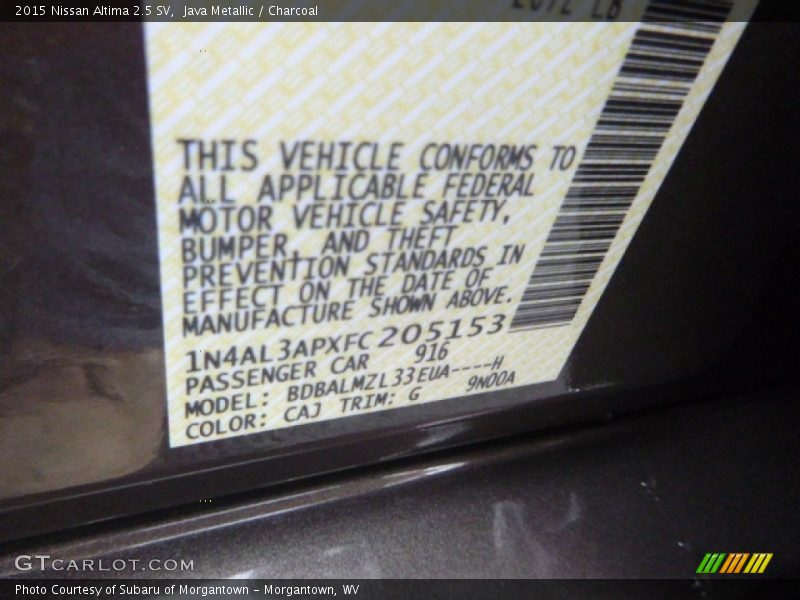 2015 Nissan Altima 2.5 SV, Java Metallic / Charcoal
THIS VEHICLE CONFORMS TO
ALL APPLICABLE FEDERAL
MOTOR VEHICLE SAFETY,
BUMPER, AND THEFT
PREVENTION STANDARDS IN
EFFECT ON THE DATE OF
MANUFACTURE SHOWN ABOVE.
1N4AL3APXFC205153
PASSENGER CAR 916
MODEL: BDBALMZL33EUA----H
COLOR: CAJ TRIM: G 9N00A
GTCARLOT.COM
Photo Courtesy of Subaru of Morgantown - Morgantown, WV